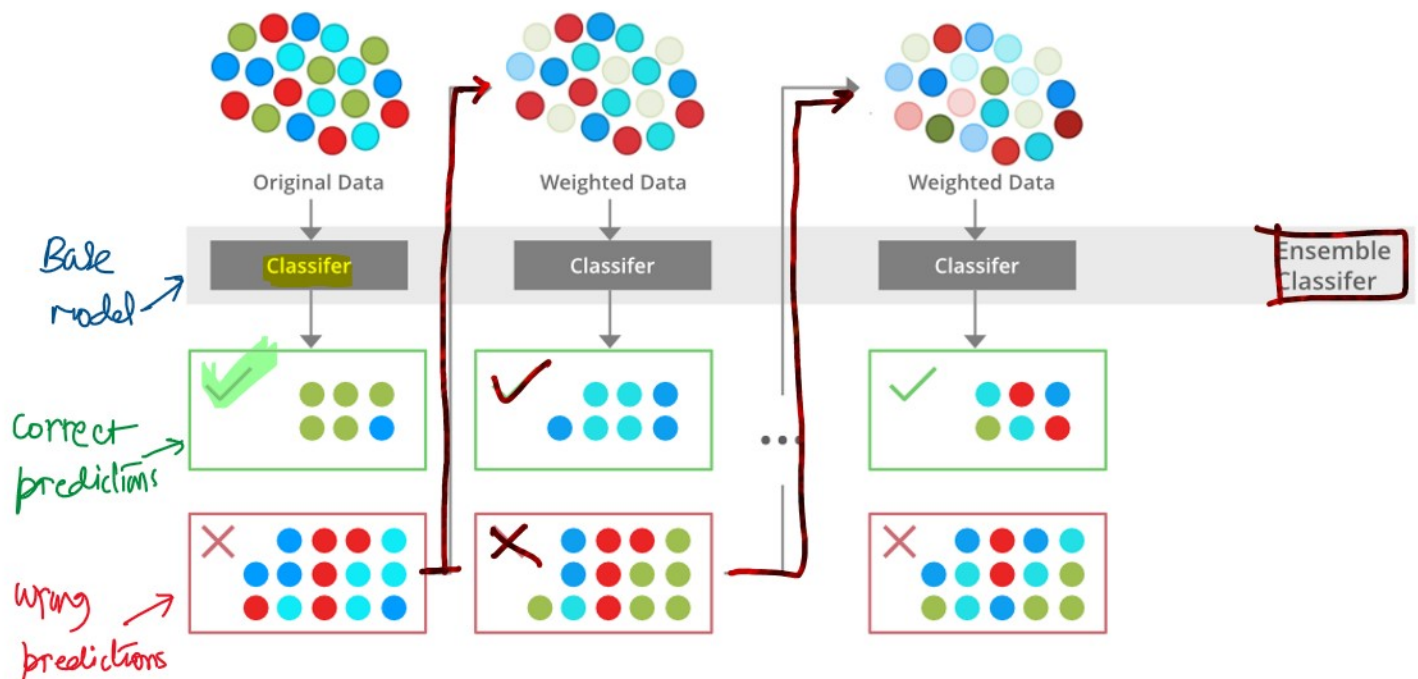 Original Data
Weighted Data
Weighted Data
Base
model
Classifer
Classifer
Classifer
Ensemble
Classifer
correct
predictions
...
wrong
predictions